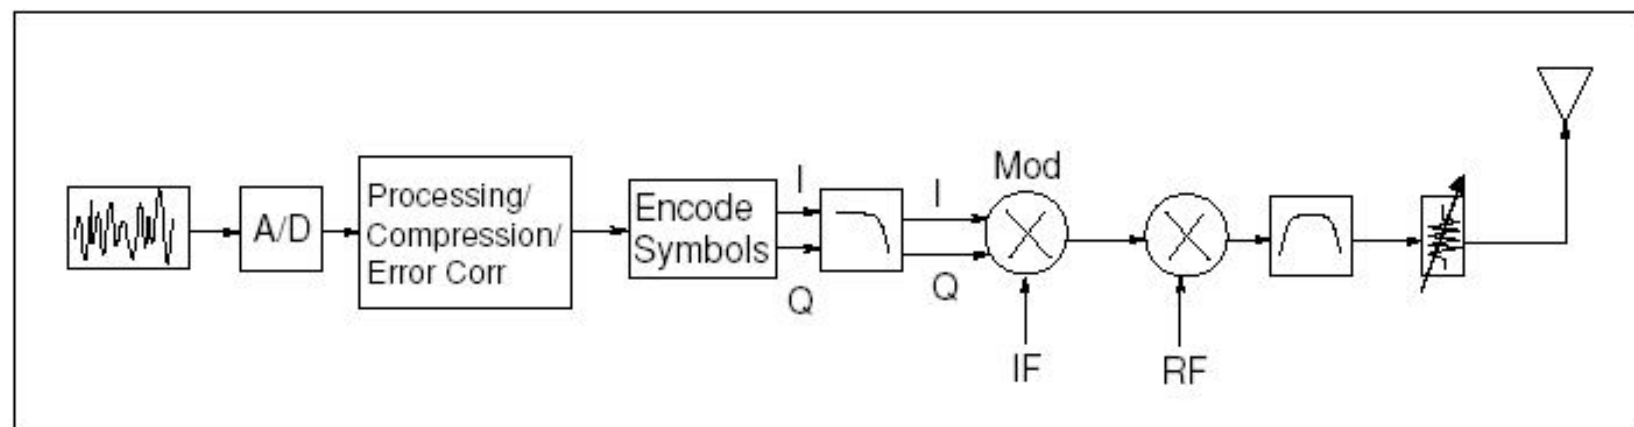 A/D
Processing/
Compression/
Error Corr
Encode
Symbols
I
Q
I
Q
Mod
IF
RF